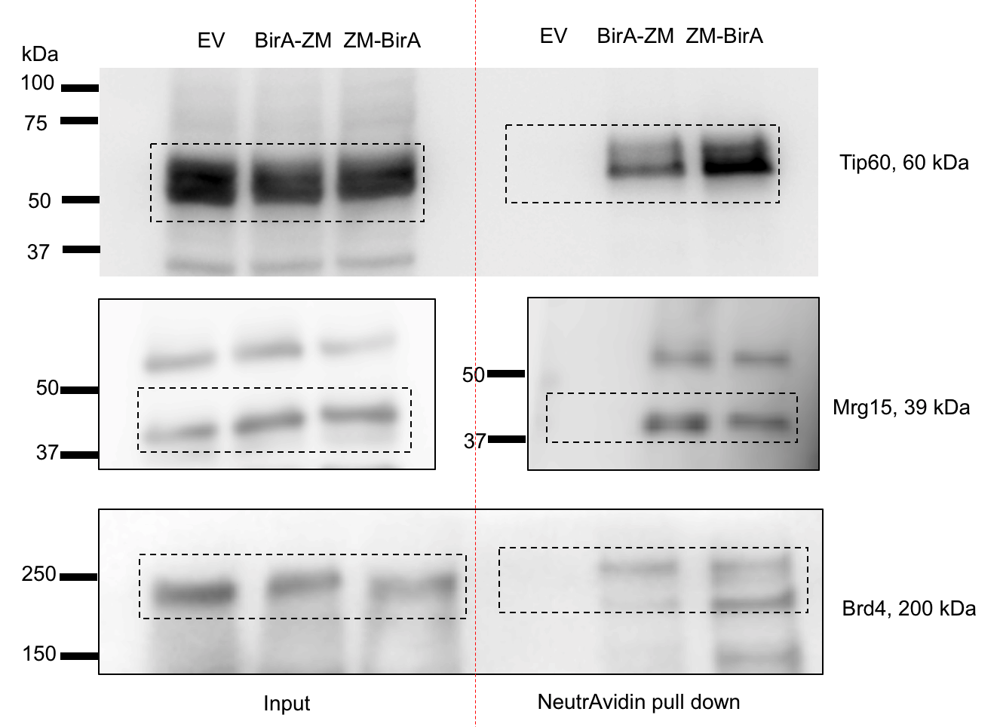 EV BirA-ZM ZM-BirA
EV BirA-ZM ZM-BirA
kDa
100
75
50
37
Tip60, 60 kDa
50
37
50
37
Mrg15, 39 kDa
250
150
Brd4, 200 kDa
Input
NeutrAvidin pull down